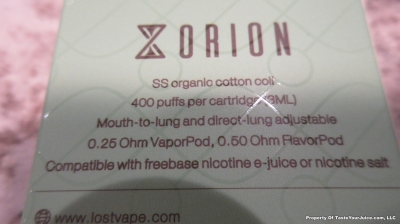 ORION
SS organic cotton coil
400 puffs per cartridge (3ML)
Mouth-to-lung and direct-lung adjustable
0.25 Ohm VaporPod, 0.50 Ohm FlavorPod
Compatible with freebase nicotine e-juice or nicotine salt
www.lostvape.com
Property Of TasteYourJuice.com, LLC